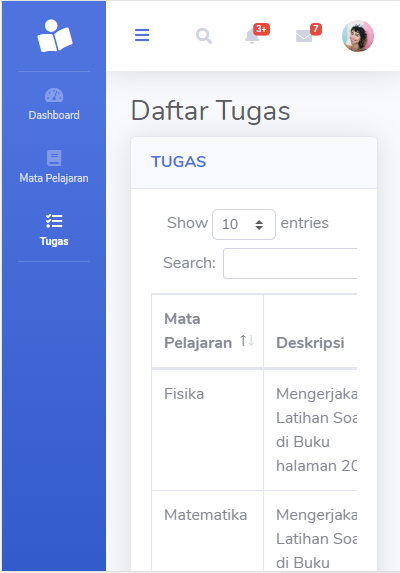 3+
7
Dashboard
Mata Pelajaran
Tugas
Daftar Tugas
TUGAS
Show 10 entries
Search:
Mata
Pelajaran
Deskripsi
Fisika
Mengerjaka
Latihan Soa
di Buku
halaman 20
Matematika
Mengerjaka
Latihan Soa
di Buku